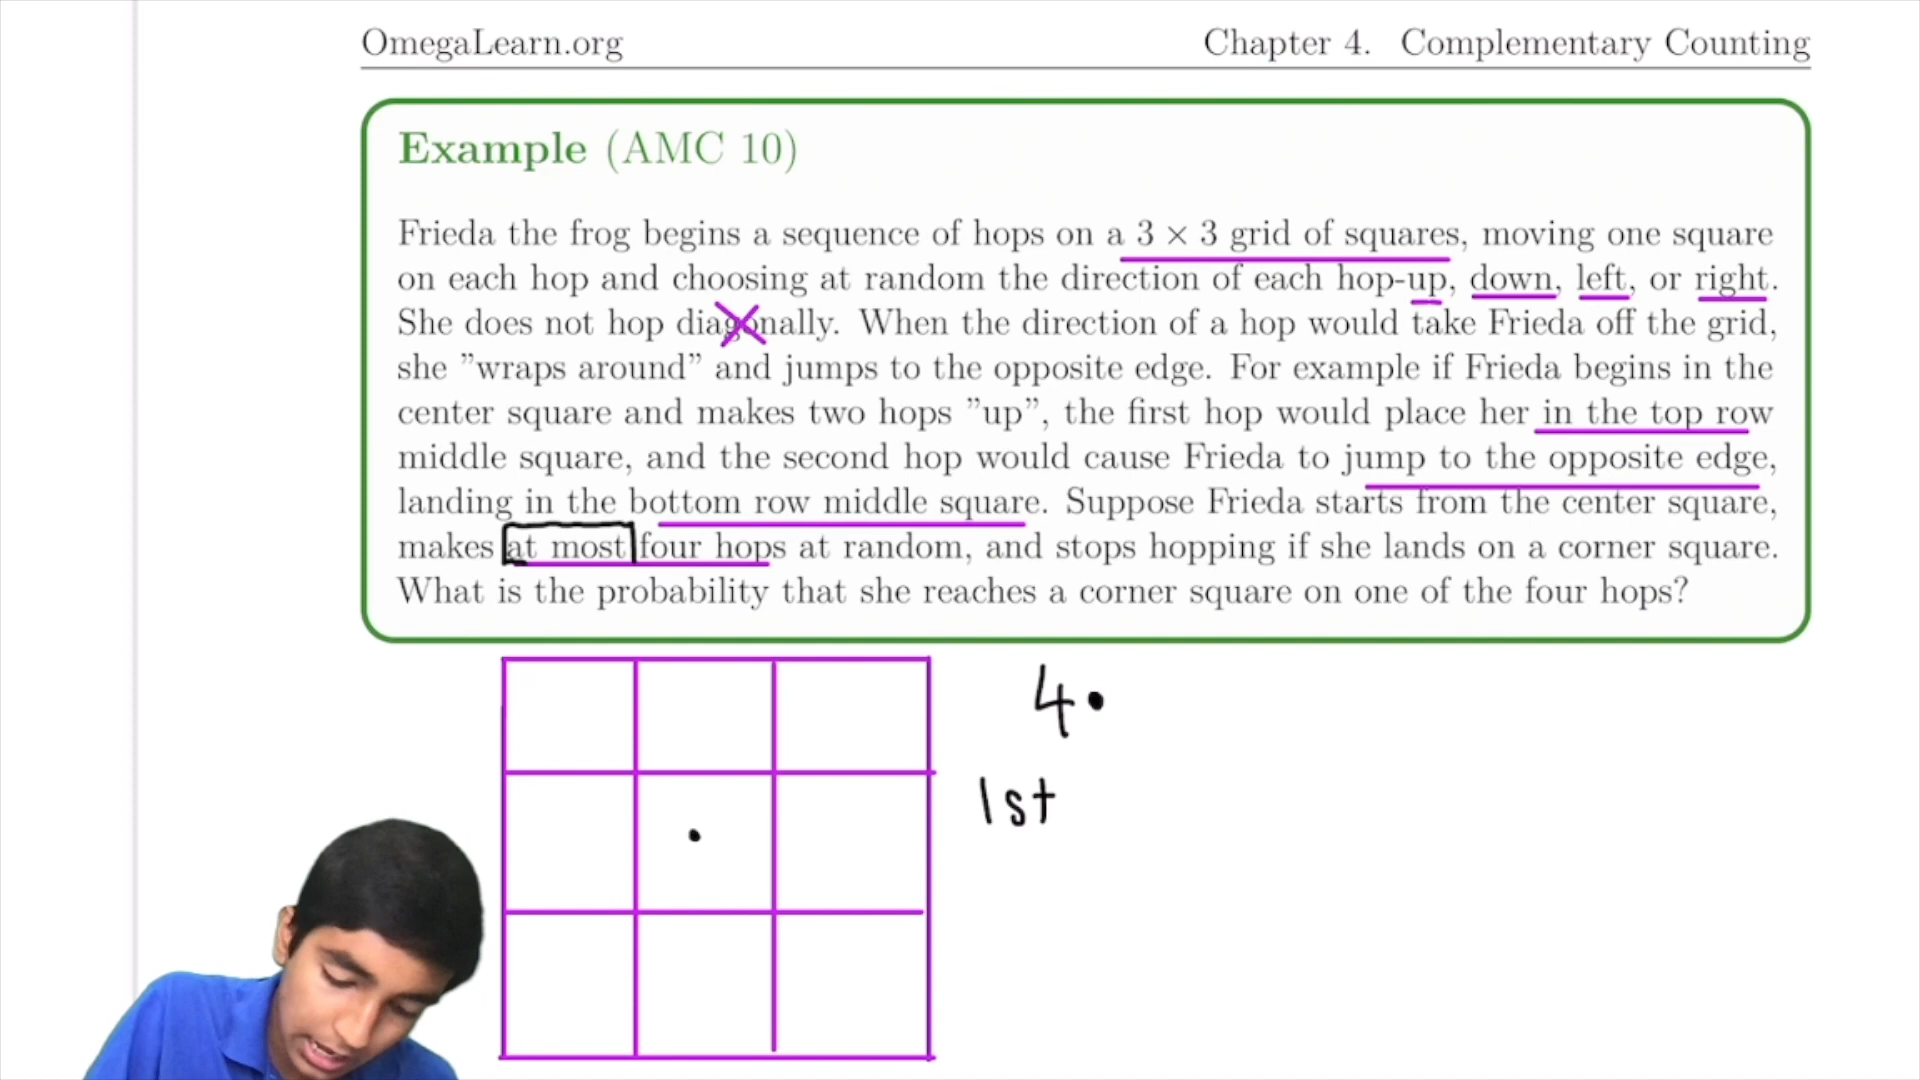 OmegaLearn.org Chapter 4. Complementary Counting
Example (AMC 10)
Frieda the frog begins a sequence of hops on a 3 × 3 grid of squares, moving one square
on each hop and choosing at random the direction of each hop-up, down, left, or right.
She does not hop diagonally. When the direction of a hop would take Frieda off the grid,
she ”wraps around” and jumps to the opposite edge. For example if Frieda begins in the
center square and makes two hops ”up”, the first hop would place her in the top row
middle square, and the second hop would cause Frieda to jump to the opposite edge,
landing in the bottom row middle square. Suppose Frieda starts from the center square,
makes at most four hops at random, and stops hopping if she lands on a corner square.
What is the probability that she reaches a corner square on one of the four hops?
4·
1st